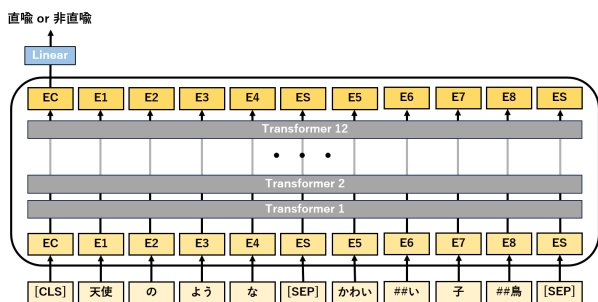 直喩 or 非直喩
Linear
EC E1 E2 E3 E4 ES E5 E6 E7 E8 ES
Transformer 12
Transformer 2
Transformer 1
EC E1 E2 E3 E4 ES E5 E6 E7 E8 ES
[CLS] 天使 の よう な [SEP] かわい ##い 子 ##鳥 [SEP]